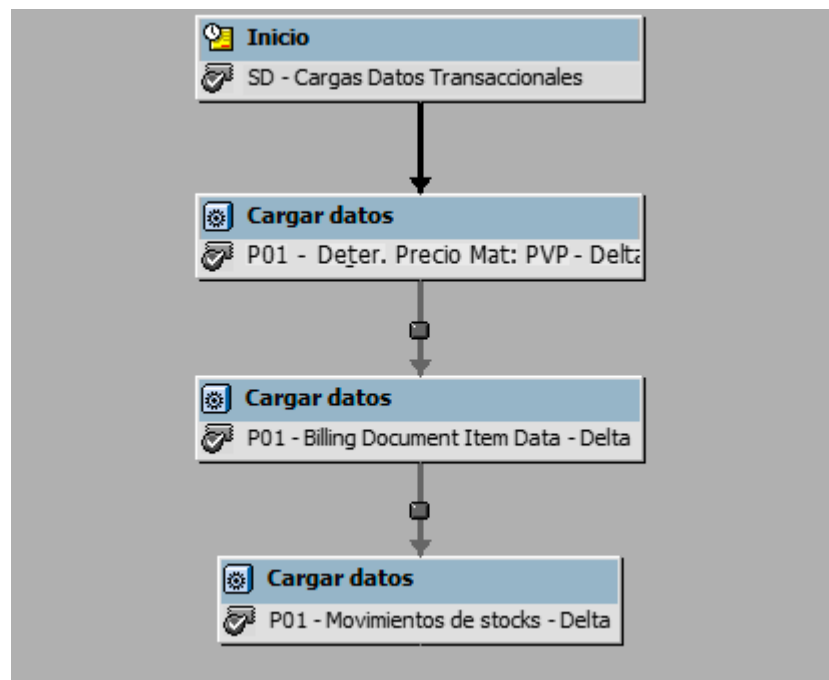 Inicio
SD - Cargas Datos Transaccionales
Cargar datos
P01 - Deter. Precio Mat: PVP - Delta
Cargar datos
P01 - Billing Document Item Data - Delta
Cargar datos
P01 - Movimientos de stocks - Delta